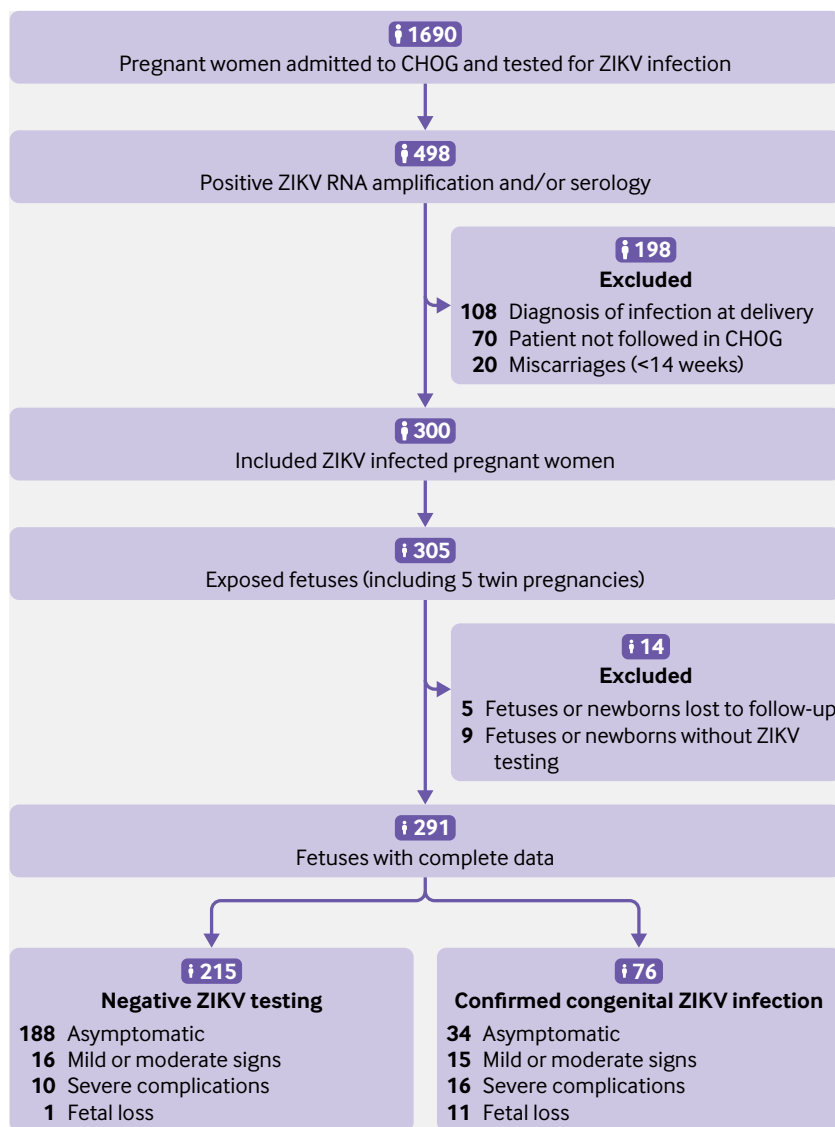 1690
Pregnant women admitted to CHOG and tested for ZIKV infection
498
Positive ZIKV RNA amplification and/or serology
198
Excluded
108 Diagnosis of infection at delivery
70 Patient not followed in CHOG
20 Miscarriages (<14 weeks)
300
Included ZIKV infected pregnant women
305
Exposed fetuses (including 5 twin pregnancies)
14
Excluded
5 Fetuses or newborns lost to follow-up
9 Fetuses or newborns without ZIKV
testing
291
Fetuses with complete data
215
Negative ZIKV testing
188 Asymptomatic
16 Mild or moderate signs
10 Severe complications
1 Fetal loss
76
Confirmed congenital ZIKV infection
34 Asymptomatic
15 Mild or moderate signs
16 Severe complications
11 Fetal loss